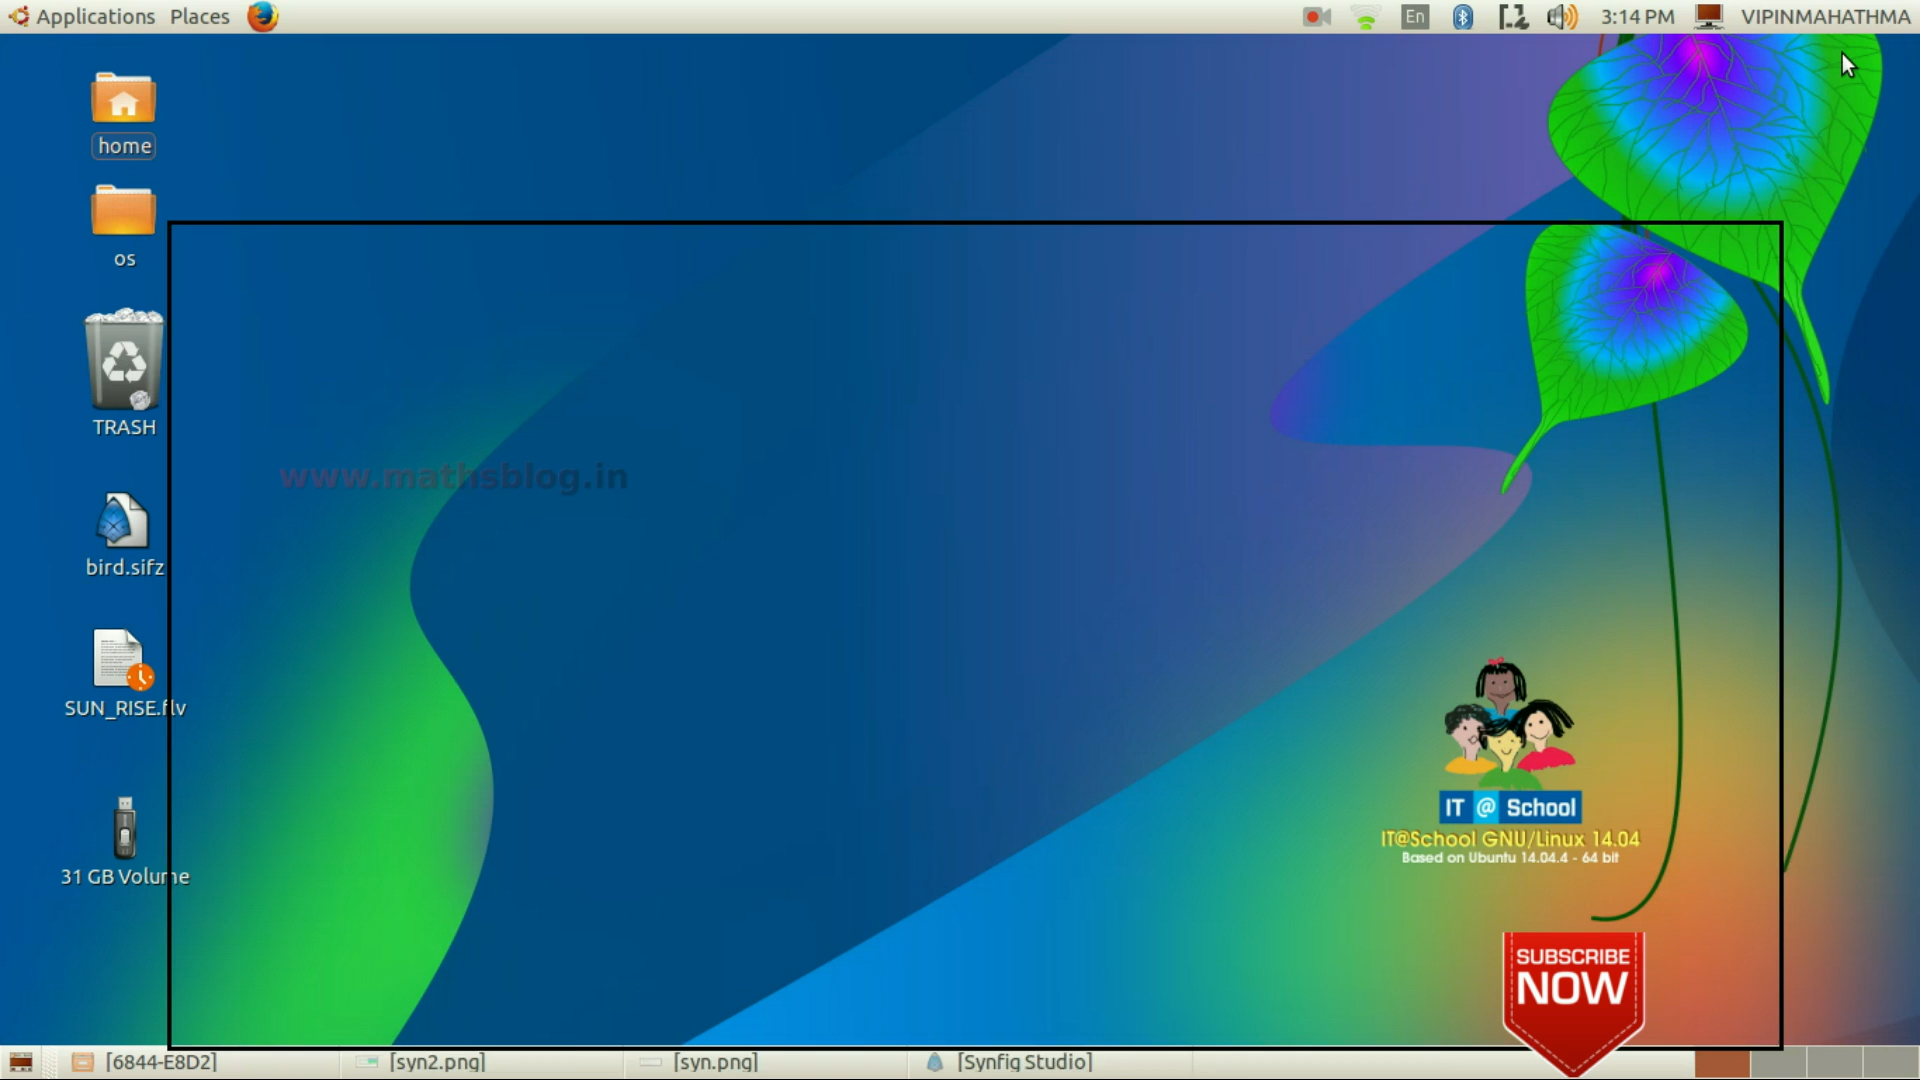 Applications Places
En
3:14 PM
VIPINMAHATHMA
home
os
TRASH
www.mathsblog.in
bird.sifz
SUN_RISE.flv
31 GB Volume
IT @ School
IT@School GNU/Linux 14.04
Based on Ubuntu 14.04.4 - 64 bit
SUBSCRIBE
NOW
[6844-E8D2]
[syn2.png]
[syn.png]
[Synfig Studio]